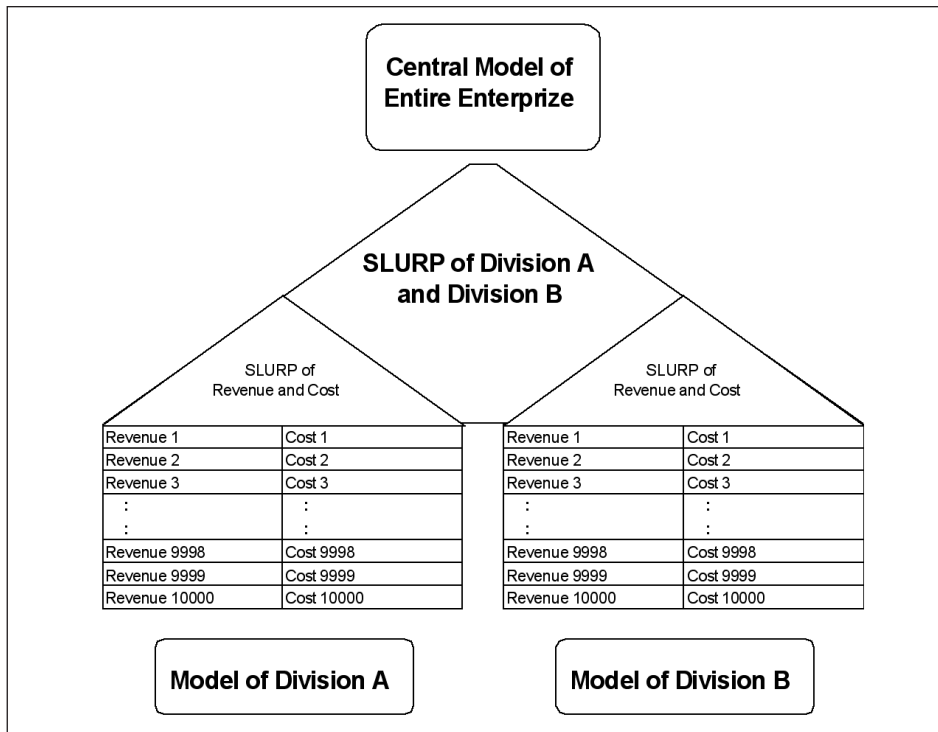 Central Model of
Entire Enterprize
SLURP of Division A
and Division B
SLURP of
Revenue and Cost
SLURP of
Revenue and Cost
Revenue 1 Cost 1
Revenue 2 Cost 2
Revenue 3 Cost 3
: :
: :
Revenue 9998 Cost 9998
Revenue 9999 Cost 9999
Revenue 10000 Cost 10000
Revenue 1 Cost 1
Revenue 2 Cost 2
Revenue 3 Cost 3
: :
: :
Revenue 9998 Cost 9998
Revenue 9999 Cost 9999
Revenue 10000 Cost 10000
Model of Division A
Model of Division B